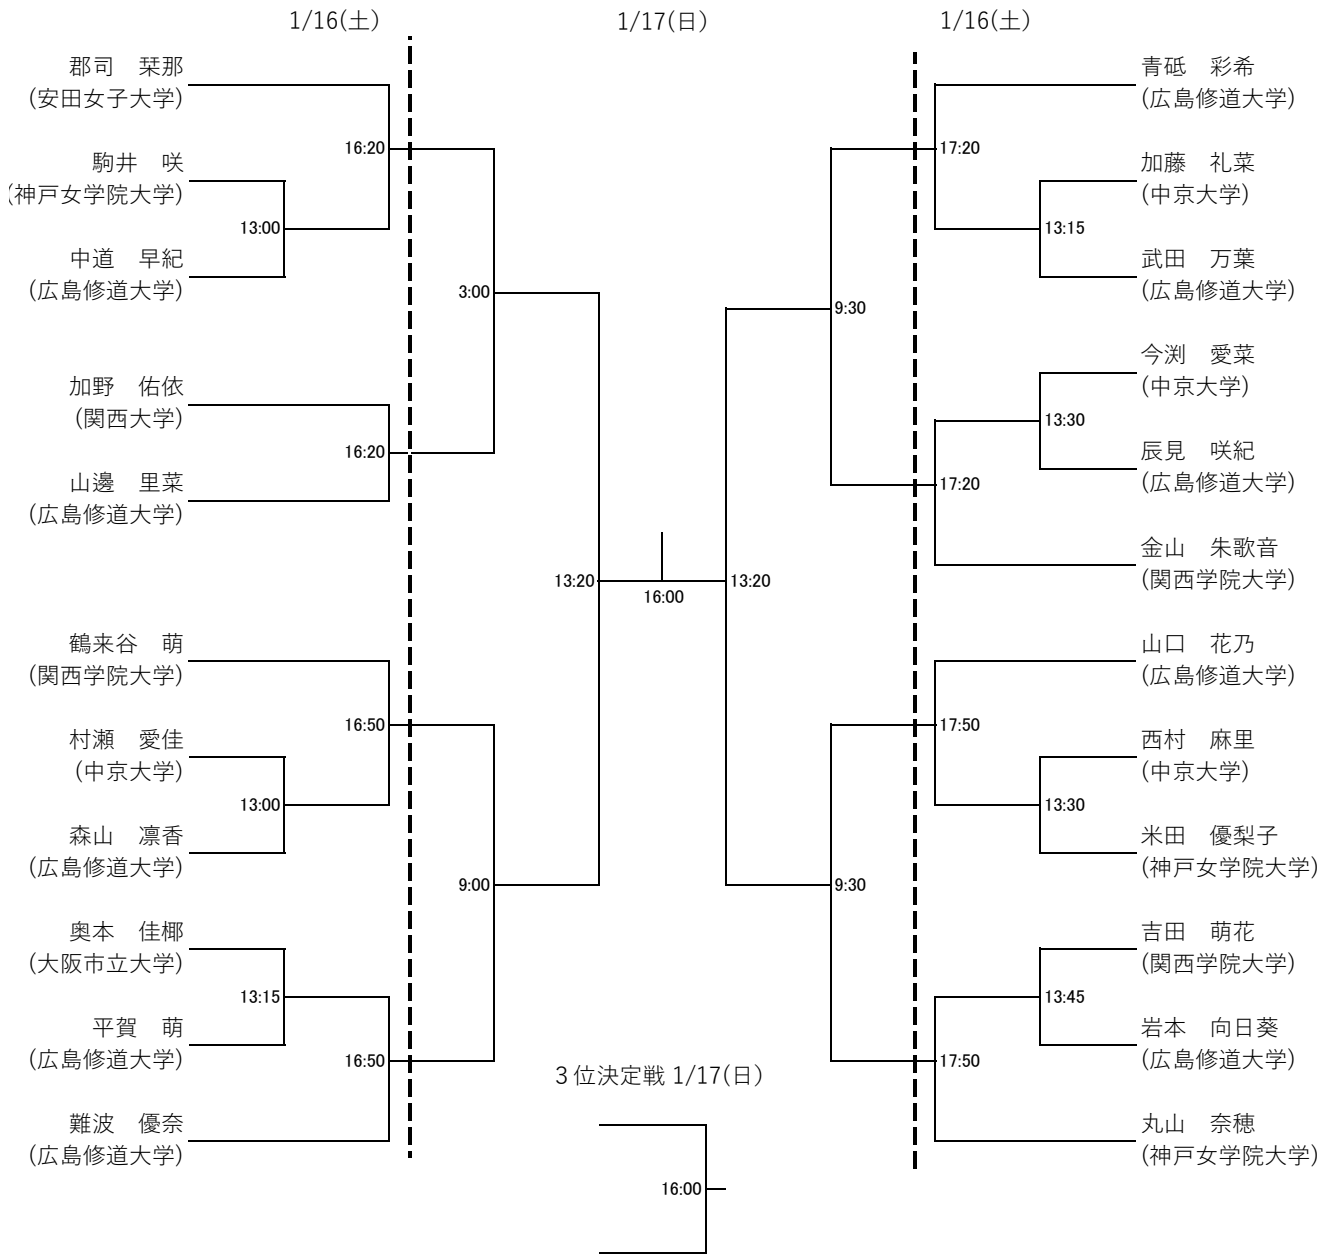 1/16(土)
1/17(日)
1/16(土)
郡司 栞那
(安田女子大学)
駒井 咲
(神戸女学院大学)
中道 早紀
(広島修道大学)
加野 佑依
(関西大学)
山邊 里菜
(広島修道大学)
鶴来谷 萌
(関西学院大学)
村瀬 愛佳
(中京大学)
森山 凛香
(広島修道大学)
奥本 佳椰
(大阪市立大学)
平賀 萌
(広島修道大学)
難波 優奈
(広島修道大学)
16:20
13:00
16:20
16:50
13:00
13:15
16:50
3:00
9:00
13:20
16:00
13:20
9:30
9:30
17:20
13:15
13:30
17:20
17:50
13:30
13:45
17:50
青砥 彩希
(広島修道大学)
加藤 礼菜
(中京大学)
武田 万葉
(広島修道大学)
今渕 愛菜
(中京大学)
辰見 咲紀
(広島修道大学)
金山 朱歌音
(関西学院大学)
山口 花乃
(広島修道大学)
西村 麻里
(中京大学)
米田 優梨子
(神戸女学院大学)
吉田 萌花
(関西学院大学)
岩本 向日葵
(広島修道大学)
丸山 奈穂
(神戸女学院大学)
3位決定戦 1/17(日)
16:00